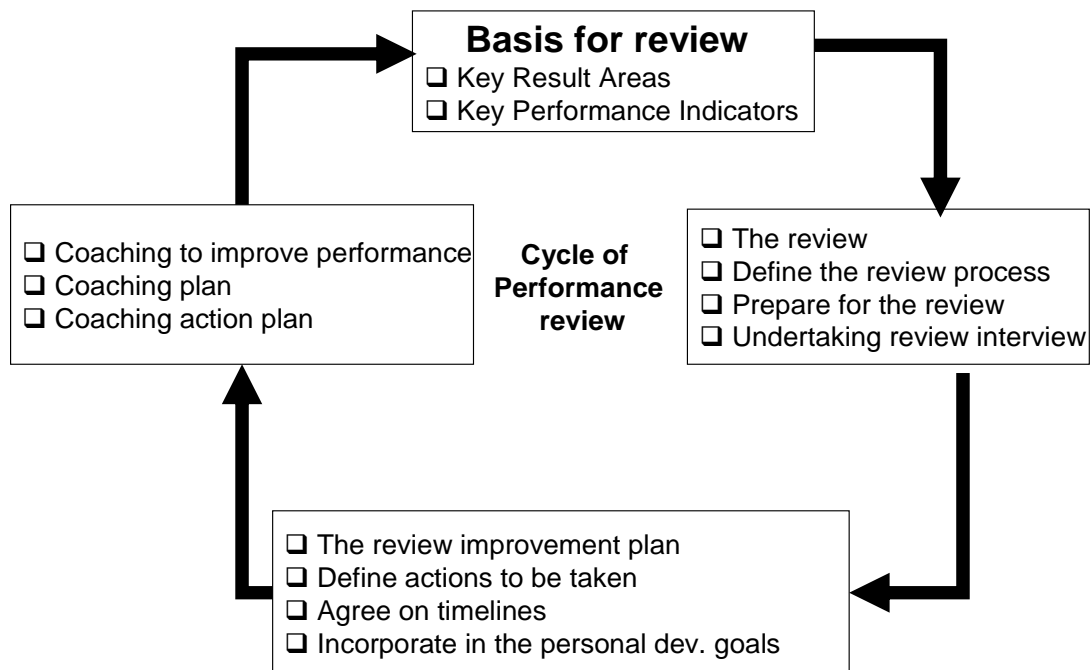 Basis for review
❑ Key Result Areas
❑ Key Performance Indicators
❑ The review
❑ Define the review process
❑ Prepare for the review
❑ Undertaking review interview
❑ The review improvement plan
❑ Define actions to be taken
❑ Agree on timelines
❑ Incorporate in the personal dev. goals
❑ Coaching to improve performance
❑ Coaching plan
❑ Coaching action plan
Cycle of
Performance
review